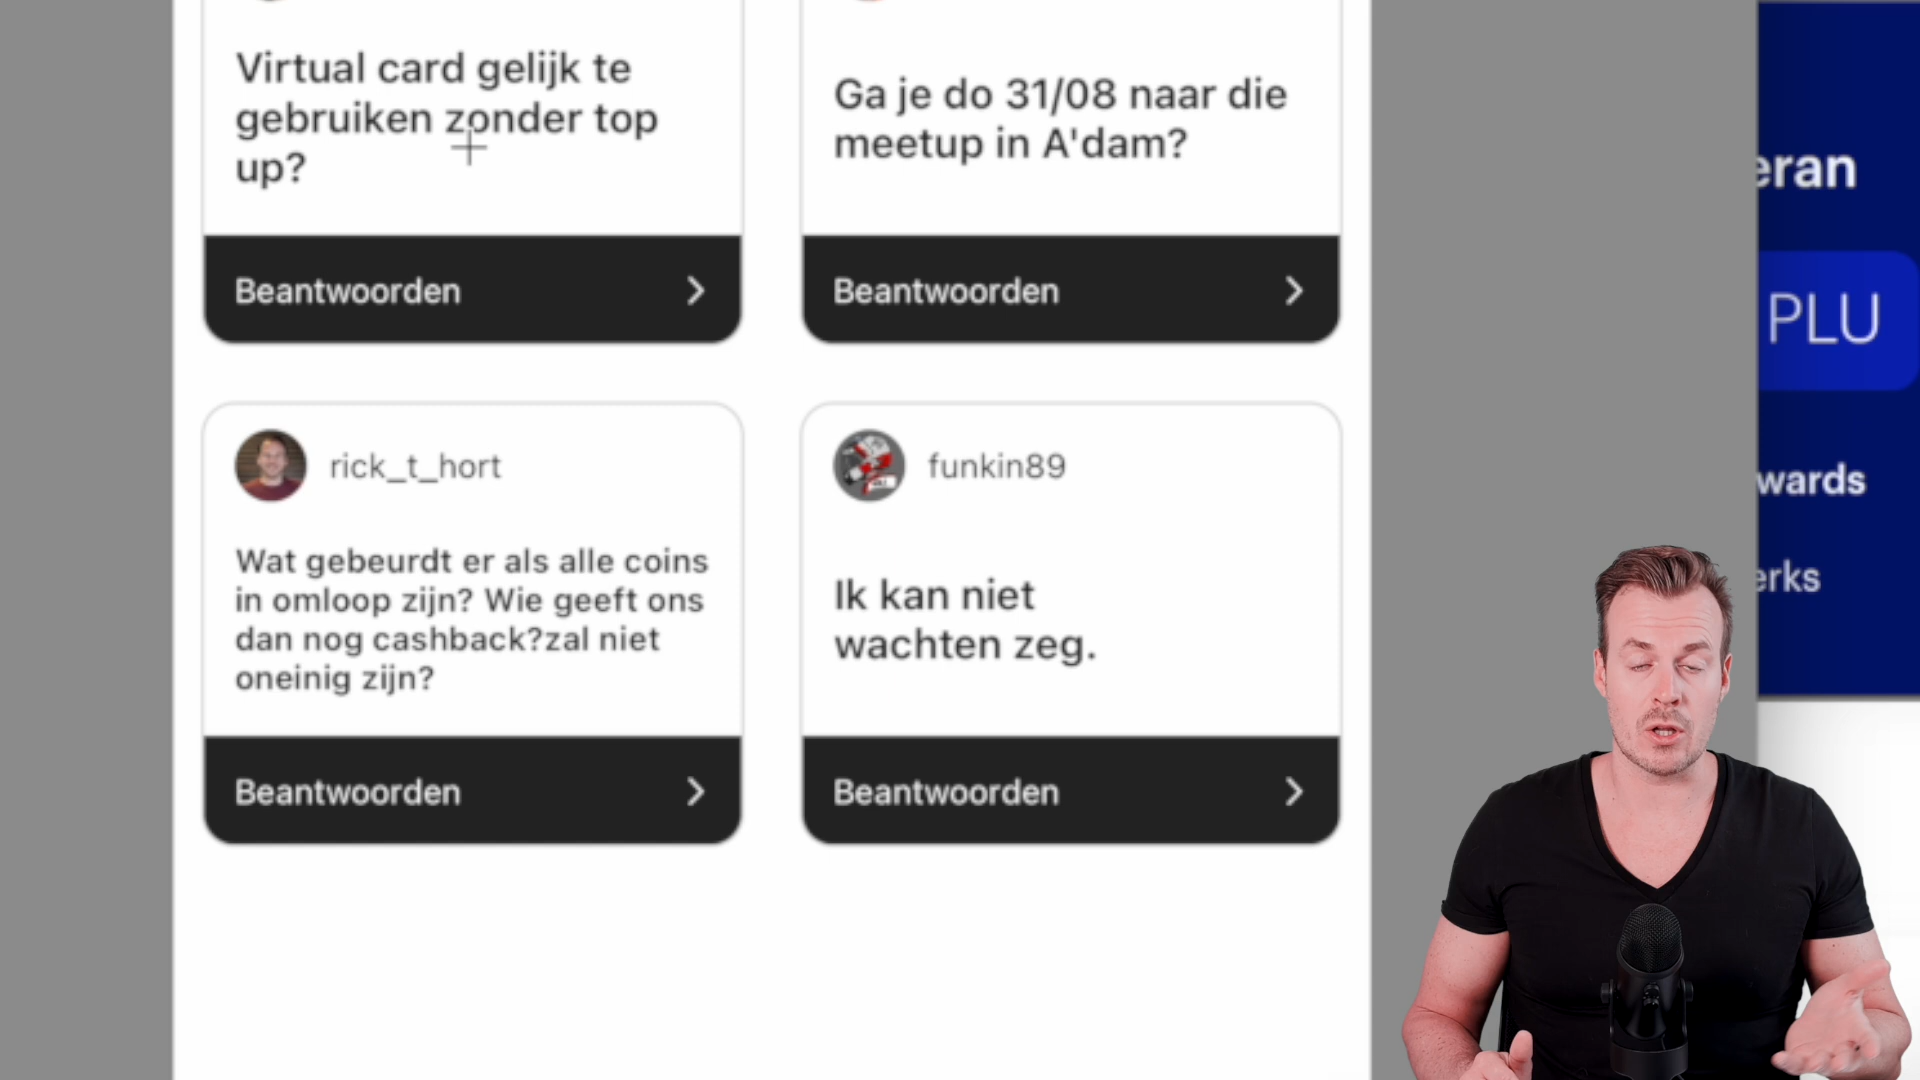 Virtual card gelijk te
gebruiken zonder top
up?
Beantwoorden
Ga je do 31/08 naar die
meetup in A'dam?
Beantwoorden
rick_t_hort
Wat gebeurdt er als alle coins
in omloop zijn? Wie geeft ons
dan nog cashback?zal niet
oneinig zijn?
Beantwoorden
funkin89
Ik kan niet
wachten zeg.
Beantwoorden
eran
PLU
wards
erks